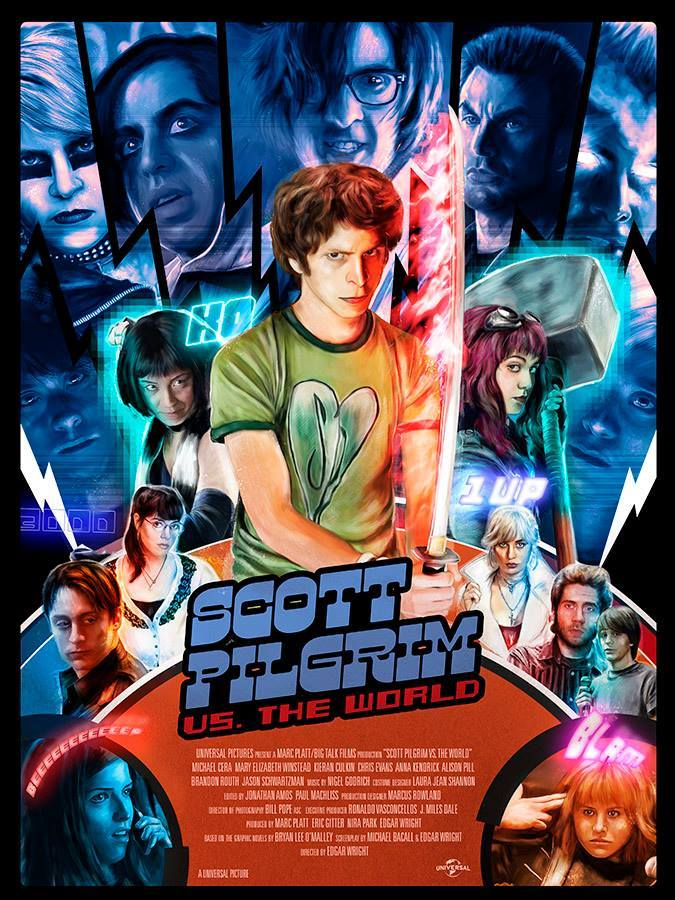 KO
1 UP
3000
SCOTT
PILGRIM
VS. THE WORLD
BEEEEEEEEEEEEP
BLAM
UNIVERSAL PICTURES PRESENT A MARC PLATT/BIG TALK FILMS PRODUCTION "SCOTT PILGRIM VS. THE WORLD"
MICHAEL CERA MARY ELIZABETH WINSTEAD KIERAN CULKIN CHRIS EVANS ANNA KENDRICK ALISON PILL
BRANDON ROUTH JASON SCHWARTZMAN MUSIC BY NIGEL GODRICH COSTUME DESIGNER LAURA JEAN SHANNON
EDITED BY JONATHAN AMOS PAUL MACHLISS PRODUCTION DESIGNER MARCUS ROWLAND
DIRECTOR OF PHOTOGRAPHY BILL POPE ASC EXECUTIVE PRODUCER RONALDO VASCONCELLOS J. MILES DALE
PRODUCED BY MARC PLATT ERIC GITTER NIRA PARK EDGAR WRIGHT
BASED ON THE GRAPHIC NOVELS BY BRYAN LEE O'MALLEY SCREENPLAY BY MICHAEL BACALL & EDGAR WRIGHT
DIRECTED BY EDGAR WRIGHT
A UNIVERSAL PICTURE
UNIVERSAL